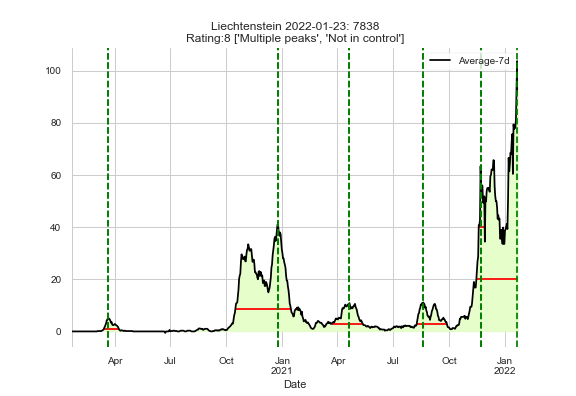 Liechtenstein 2022-01-23: 7838
Rating:8 ['Multiple peaks', 'Not in control']
Average-7d
100
80
60
40
20
0
Apr Jul Oct Jan Apr Jul Oct Jan
2021 2022
Date